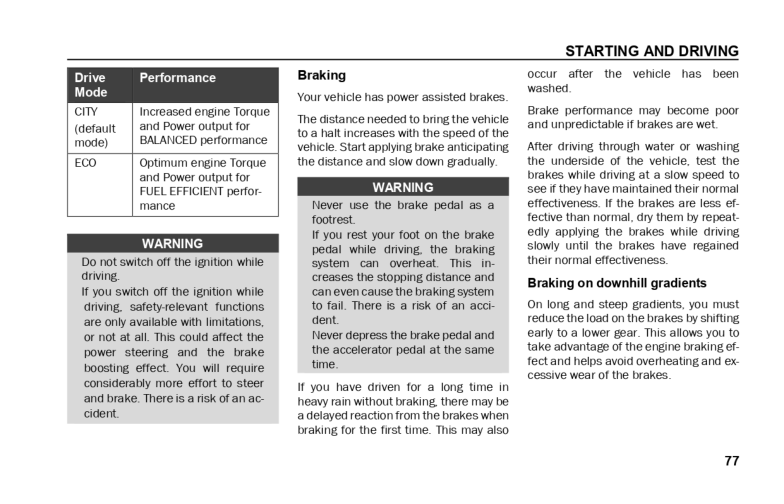 STARTING AND DRIVING
Drive
Mode
Performance
CITY
(default
mode)
Increased engine Torque
and Power output for
BALANCED performance
ECO
Optimum engine Torque
and Power output for
FUEL EFFICIENT perfor-
mance
WARNING
Do not switch off the ignition while
driving.
If you switch off the ignition while
driving, safety-relevant functions
are only available with limitations,
or not at all. This could affect the
power steering and the brake
boosting effect. You will require
considerably more effort to steer
and brake. There is a risk of an ac-
cident.
Braking
Your vehicle has power assisted brakes.
The distance needed to bring the vehicle
to a halt increases with the speed of the
vehicle. Start applying brake anticipating
the distance and slow down gradually.
WARNING
Never use the brake pedal as a
footrest.
If you rest your foot on the brake
pedal while driving, the braking
system can overheat. This in-
creases the stopping distance and
can even cause the braking system
to fail. There is a risk of an acci-
dent.
Never depress the brake pedal and
the accelerator pedal at the same
time.
If you have driven for a long time in
heavy rain without braking, there may be
a delayed reaction from the brakes when
braking for the first time. This may also
occur after the vehicle has been
washed.
Brake performance may become poor
and unpredictable if brakes are wet.
After driving through water or washing
the underside of the vehicle, test the
brakes while driving at a slow speed to
see if they have maintained their normal
effectiveness. If the brakes are less ef-
fective than normal, dry them by repeat-
edly applying the brakes while driving
slowly until the brakes have regained
their normal effectiveness.
Braking on downhill gradients
On long and steep gradients, you must
reduce the load on the brakes by shifting
early to a lower gear. This allows you to
take advantage of the engine braking ef-
fect and helps avoid overheating and ex-
cessive wear of the brakes.
77